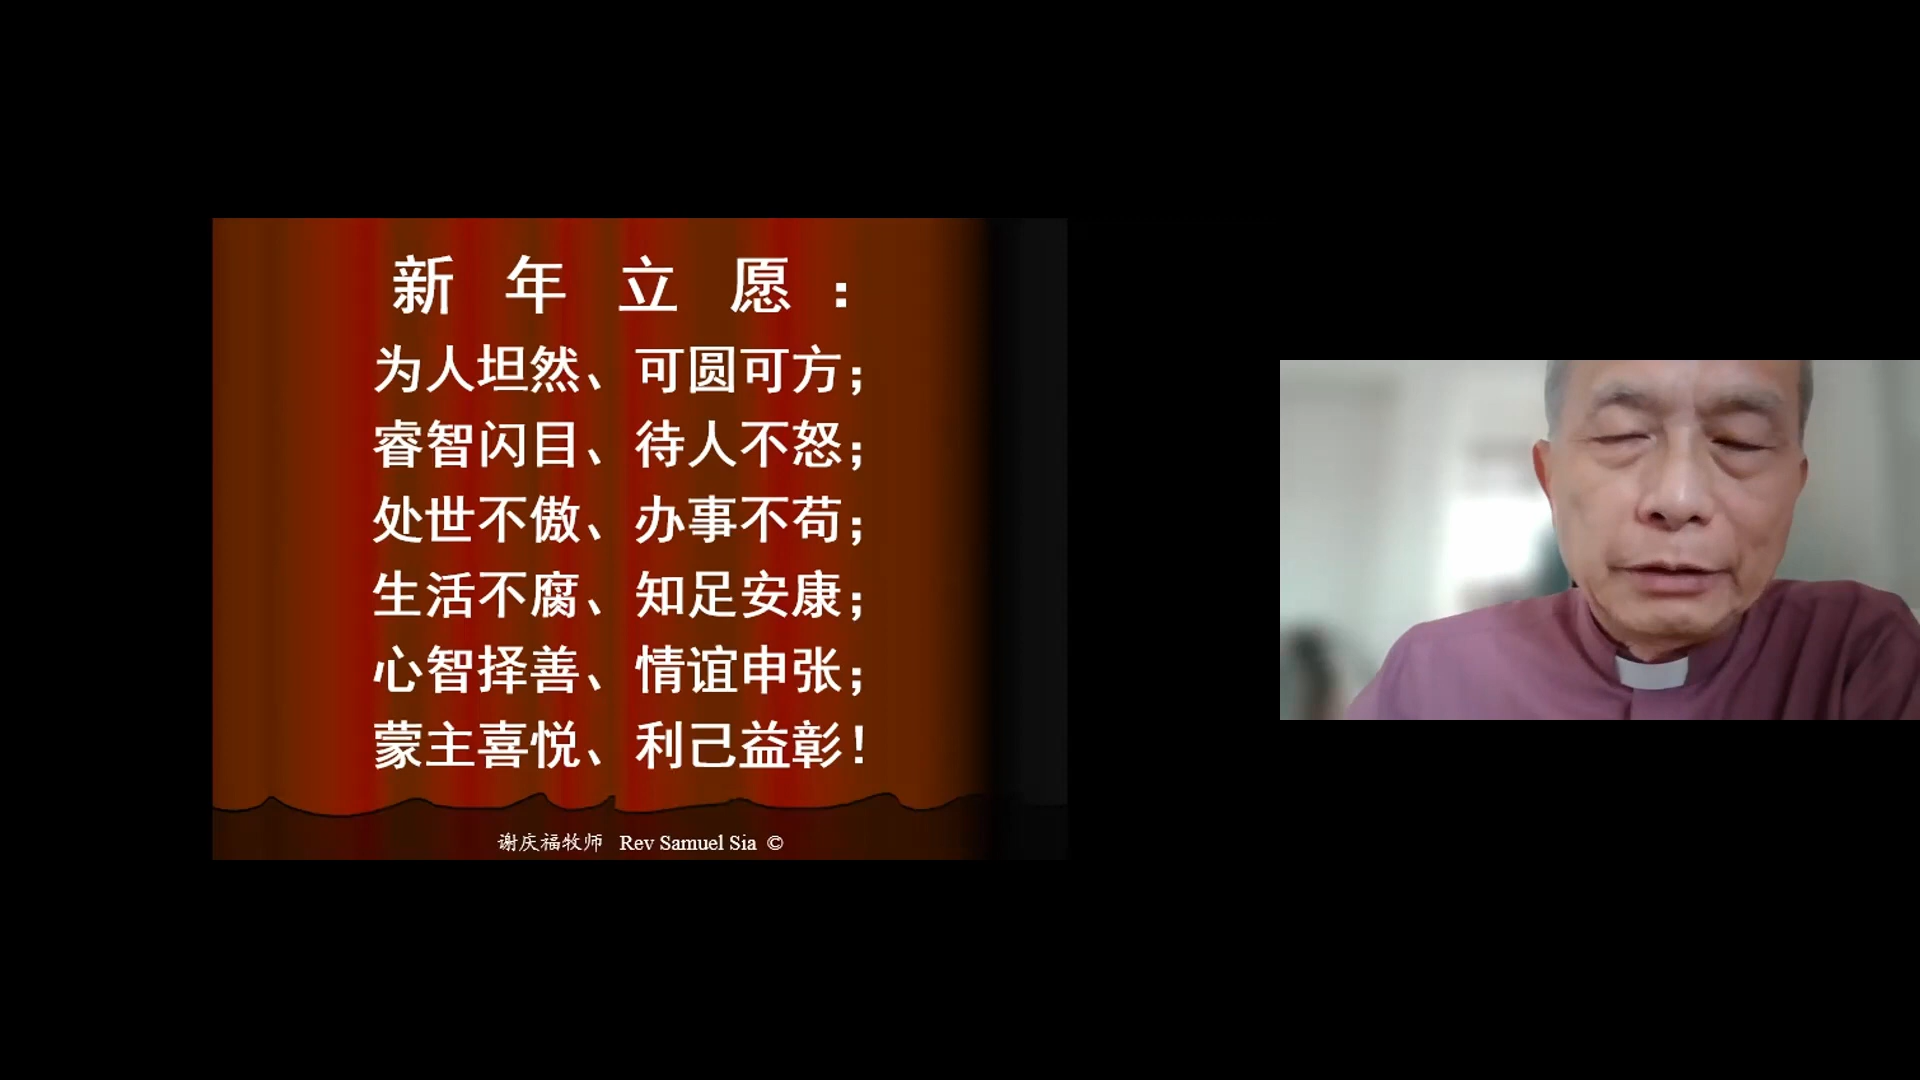 新 年 立 愿 ：
为人坦然、可圆可方；
睿智闪目、待人不怒；
处世不傲、办事不苟；
生活不腐、知足安康；
心智择善、情谊申张；
蒙主喜悦、利己益彰！
谢庆福牧师 Rev Samuel Sia ©